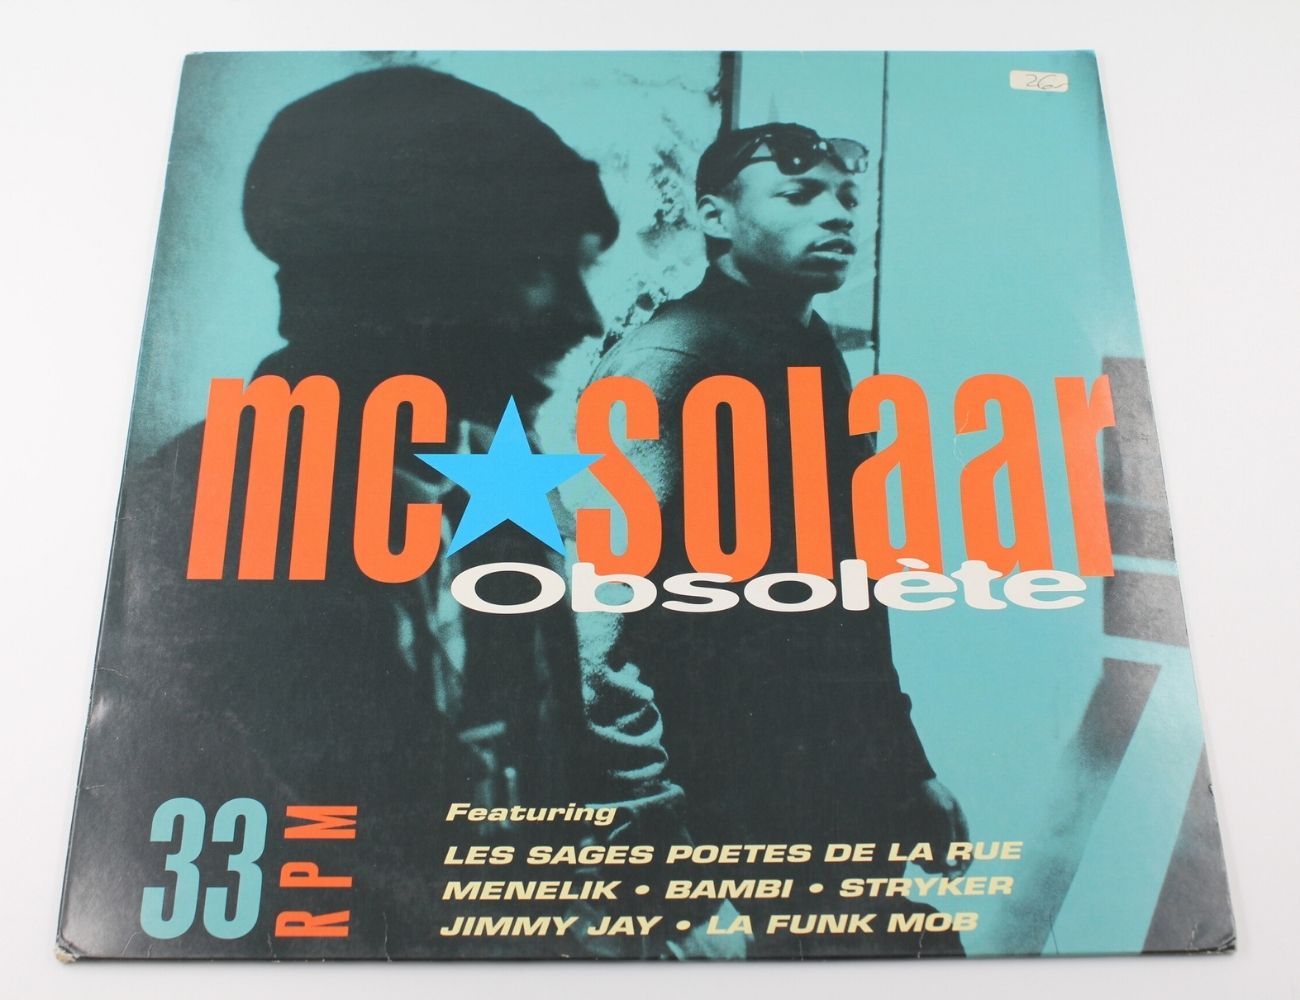 26
mc★solaar
Obsolète
33 RPM
Featuring
LES SAGES POETES DE LA RUE
MENELIK • BAMBI • STRYKER
JIMMY JAY • LA FUNK MOB